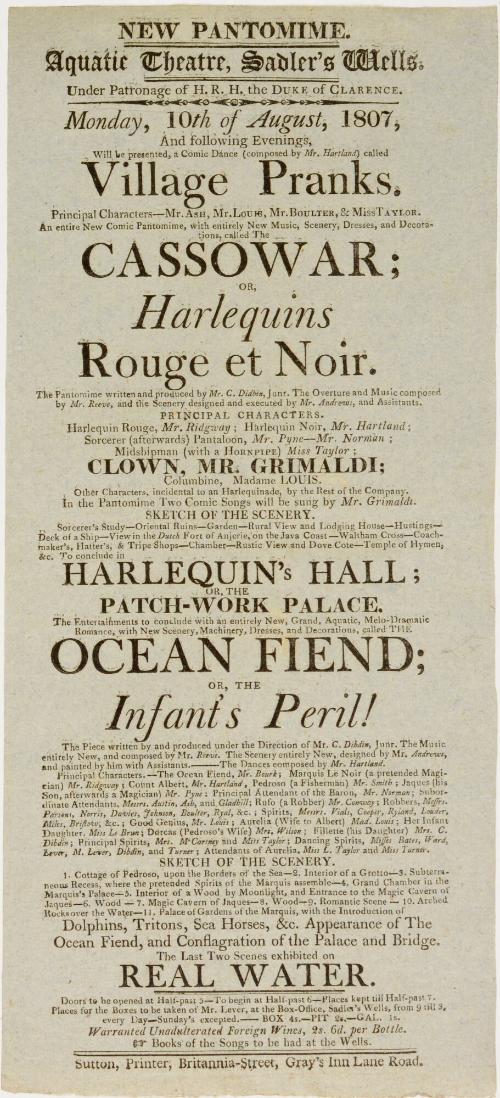 NEW PANTOMIME.
Aquatic Theatre, Sadler's Wells.
Under Patronage of H. R. H. the DUKE of CLARENCE.
Monday, 10th of August, 1807,
And following Evenings,
Will be presented, a Comic Dance (composed by Mr. Hartland) called
Village Pranks.
Principal Characters—Mr. ASH, Mr. LOUIS, Mr. BOULTER, & Miss TAYLOR.
An entire New Comic Pantomime, with entirely New Music, Scenery, Dresses, and Decora-
tions, called The
CASSOWAR;
OR,
Harlequins
Rouge et Noir.
The Pantomime written and produced by Mr. C. Didbin, Junr. The Overture and Music composed
by Mr. Reeve, and the Scenery designed and executed by Mr. Andrews, and Assistants.
PRINCIPAL CHARACTERS.
Harlequin Rouge, Mr. Ridgway; Harlequin Noir, Mr. Hartland;
Sorcerer (afterwards) Pantaloon, Mr. Pyne—Mr. Norman;
Midshipman (with a HORNPIPE) Miss Taylor;
CLOWN, MR. GRIMALDI;
Columbine, Madame LOUIS.
Other Characters, incidental to an Harlequinade, by the Rest of the Company.
In the Pantomime Two Comic Songs will be sung by Mr. Grimaldi.
SKETCH OF THE SCENERY.
Sorcerer's Study—Oriental Ruins—Garden—Rural View and Lodging House—Hustings—
Deck of a Ship—View in the Dutch Fort of Anjerie, on the Java Coast—Waltham Cross—Coach-
maker's, Hatter's, & Tripe Shops—Chamber—Rustic View and Dove Cote—Temple of Hymen,
&c. To conclude in
HARLEQUIN's HALL;
OR, THE
PATCH-WORK PALACE.
The Entertainments to conclude with an entirely New, Grand, Aquatic, Melo-Dramatic
Romance, with New Scenery, Machinery, Dresses, and Decorations, called THE
OCEAN FIEND;
OR, THE
Infant's Peril!
The Piece written by and produced under the Direction of Mr. C. Dibdin, Junr. The Music
entirely New, and composed by Mr. Reeve. The Scenery entirely New, designed by Mr. Andrewes,
and painted by him with Assistants.——The Dances composed by Mr. Hartland.
Principal Characters.—The Ocean Fiend, Mr. Bourk; Marquis Le Noir (a pretended Magi-
cian) Mr. Ridgway; Count Albert, Mr. Hartland, Pedroso (a Fisherman) Mr. Smith; Jaques (his
Son, afterwards a Magician) Mr. Pyne; Principal Attendant of the Baron, Mr. Norman; Subor-
dinate Attendants, Messrs. Austin, Ash, and Gladhill; Rufo (a Robber) Mr. Conway; Robbers, Messrs.
Parsons, Norris, Davies, Johnson, Boulter, Ryal, &c.; Spirits, Messrs. Vials, Cooper, Ryland, Louder,
Miles, &c.; Good Genius, Mr. Louis; Aurelia (Wife to Albert) Mad. Louis; Her Infant
Daughter, Miss Le Brun; Dorcas (Pedroso's Wife) Mrs. Wilson; Fillette (his Daughter) Mrs. C.
Dibdin; Principal Spirits, Mrs. M'Cartney and Miss Taylor; Dancing Spirits, Misses Bates, Ward,
Lever, M. Lever, Dibdin, and Turner; Attendants of Aurelia, Miss L. Taylor and Miss Turner.
SKETCH OF THE SCENERY.
1. Cottage of Pedroso, upon the Borders of the Sea—2. Interior of a Grotto—3. Subterra-
neous Recess, where the pretended Spirits of the Marquis assemble—4. Grand Chamber in the
Marquis's Palace—5. Interior of a Wood by Moonlight, and Entrance to the Magic Cavern of
Jaques—6. Wood—7. Magic Cavern of Jaques—8. Wood—9. Romantic Scene—10. Arched
Rocks over the Water—11. Palace of Gardens of the Marquis, with the Introduction of
Dolphins, Tritons, Sea Horses, &c. Appearance of The
Ocean Fiend, and Conflagration of the Palace and Bridge.
The Last Two Scenes exhibited on
REAL WATER.
Doors to be opened at Half-past 5—To begin at Half-past 6—Places kept till Half-past 7.
Places for the Boxes to be taken of Mr. Lever, at the Box-Office, Sadler's Wells, from 9 till 3,
every Day—Sunday's excepted.—— BOX 4s.—PIT 2s.—GAL. 1s.
Warranted Unadulterated Foreign Wines, 2s. 6d. per Bottle.
☞ Books of the Songs to be had at the Wells.
Sutton, Printer, Britannia-Street, Gray's Inn Lane Road.